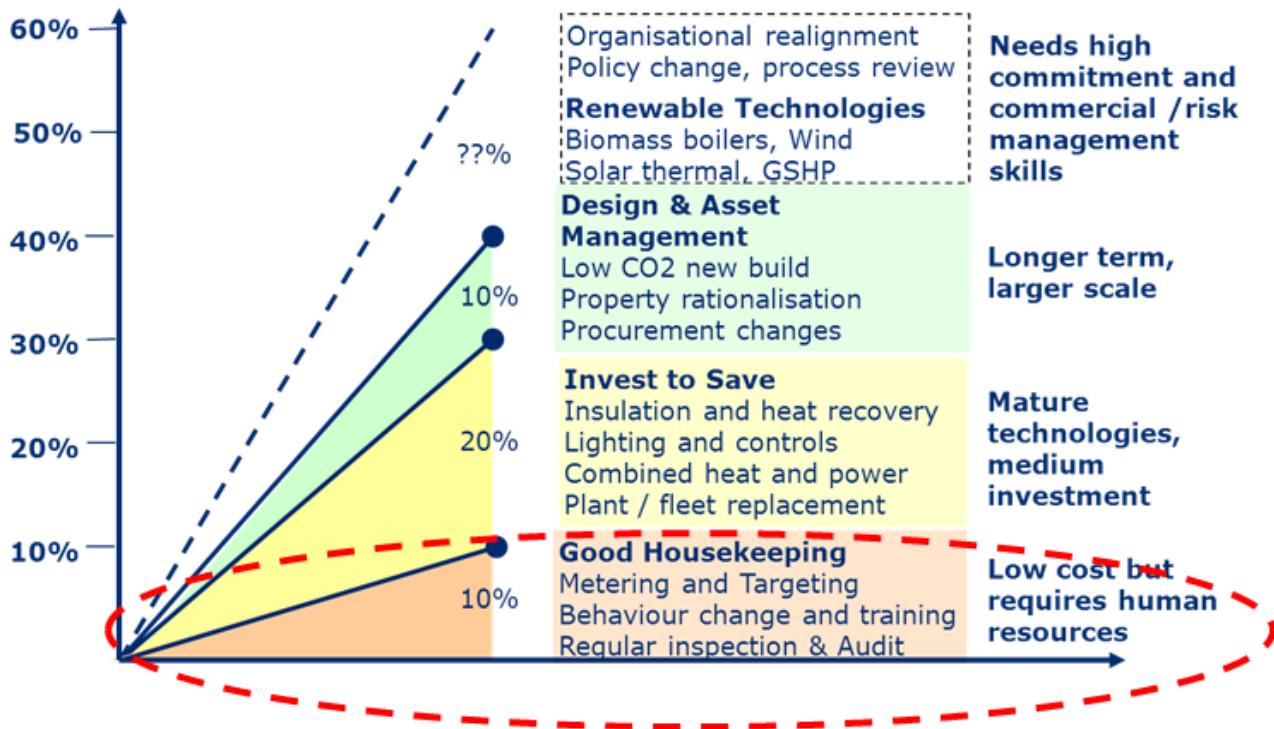 60%
50%
40%
30%
20%
10%
??%
10%
20%
10%
Organisational realignment
Policy change, process review
Renewable Technologies
Biomass boilers, Wind
Solar thermal, GSHP
Design & Asset
Management
Low CO2 new build
Property rationalisation
Procurement changes
Invest to Save
Insulation and heat recovery
Lighting and controls
Combined heat and power
Plant / fleet replacement
Good Housekeeping
Metering and Targeting
Behaviour change and training
Regular inspection & Audit
Needs high
commitment and
commercial /risk
management
skills
Longer term,
larger scale
Mature
technologies,
medium
investment
Low cost but
requires human
resources